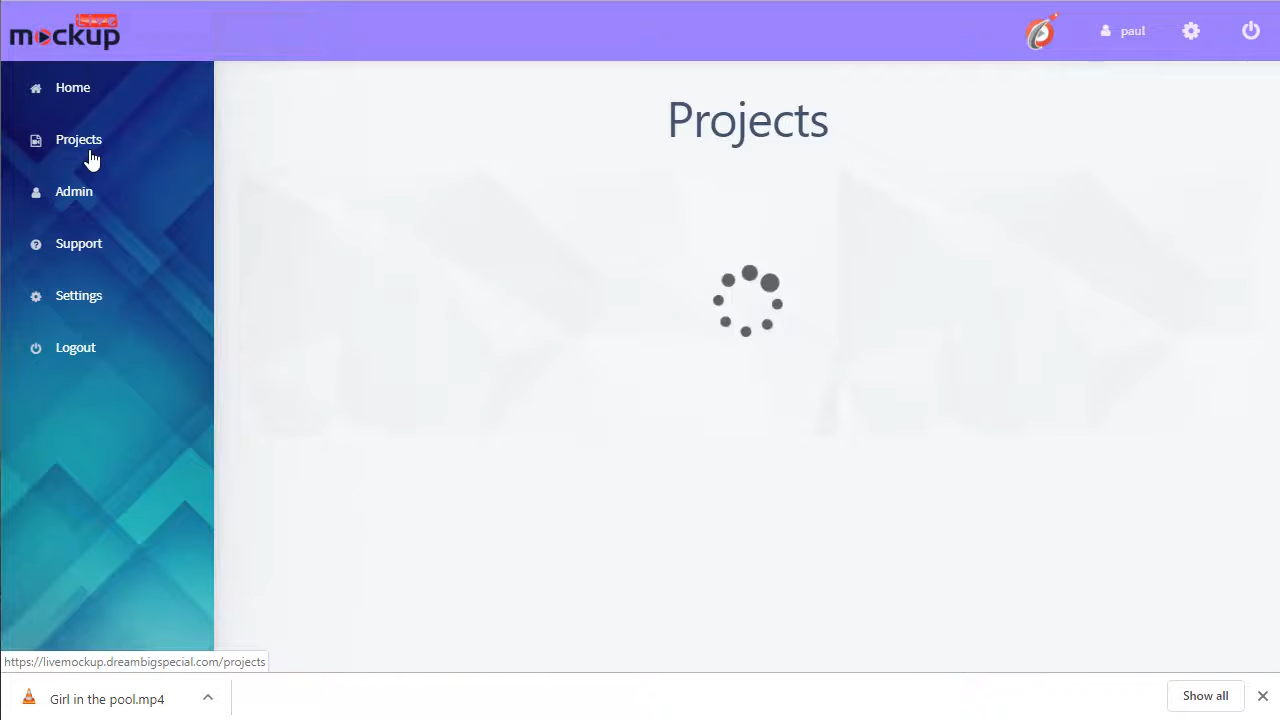 LIVE
mockup
paul
Home
Projects
Projects
Admin
Support
Settings
Logout
https://livemockup.dreambigspecial.com/projects
Girl in the pool.mp4
Show all